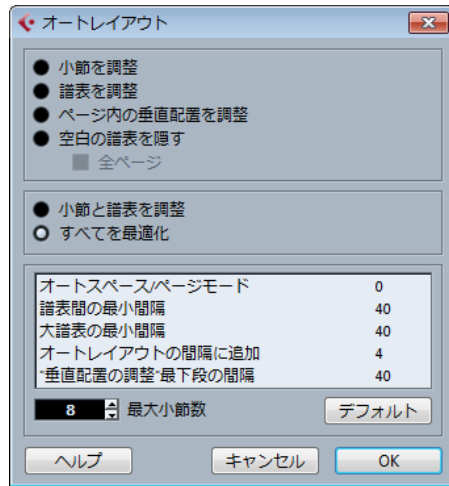 オートレイアウト
小節を調整
譜表を調整
ページ内の垂直配置を調整
空白の譜表を隠す
全ページ
小節と譜表を調整
すべてを最適化
オートスペース/ページモード 0
譜表間の最小間隔 40
大譜表の最小間隔 40
オートレイアウトの間隔に追加 4
"垂直配置の調整"最下段の間隔 40
8 最大小節数 デフォルト
ヘルプ キャンセル OK